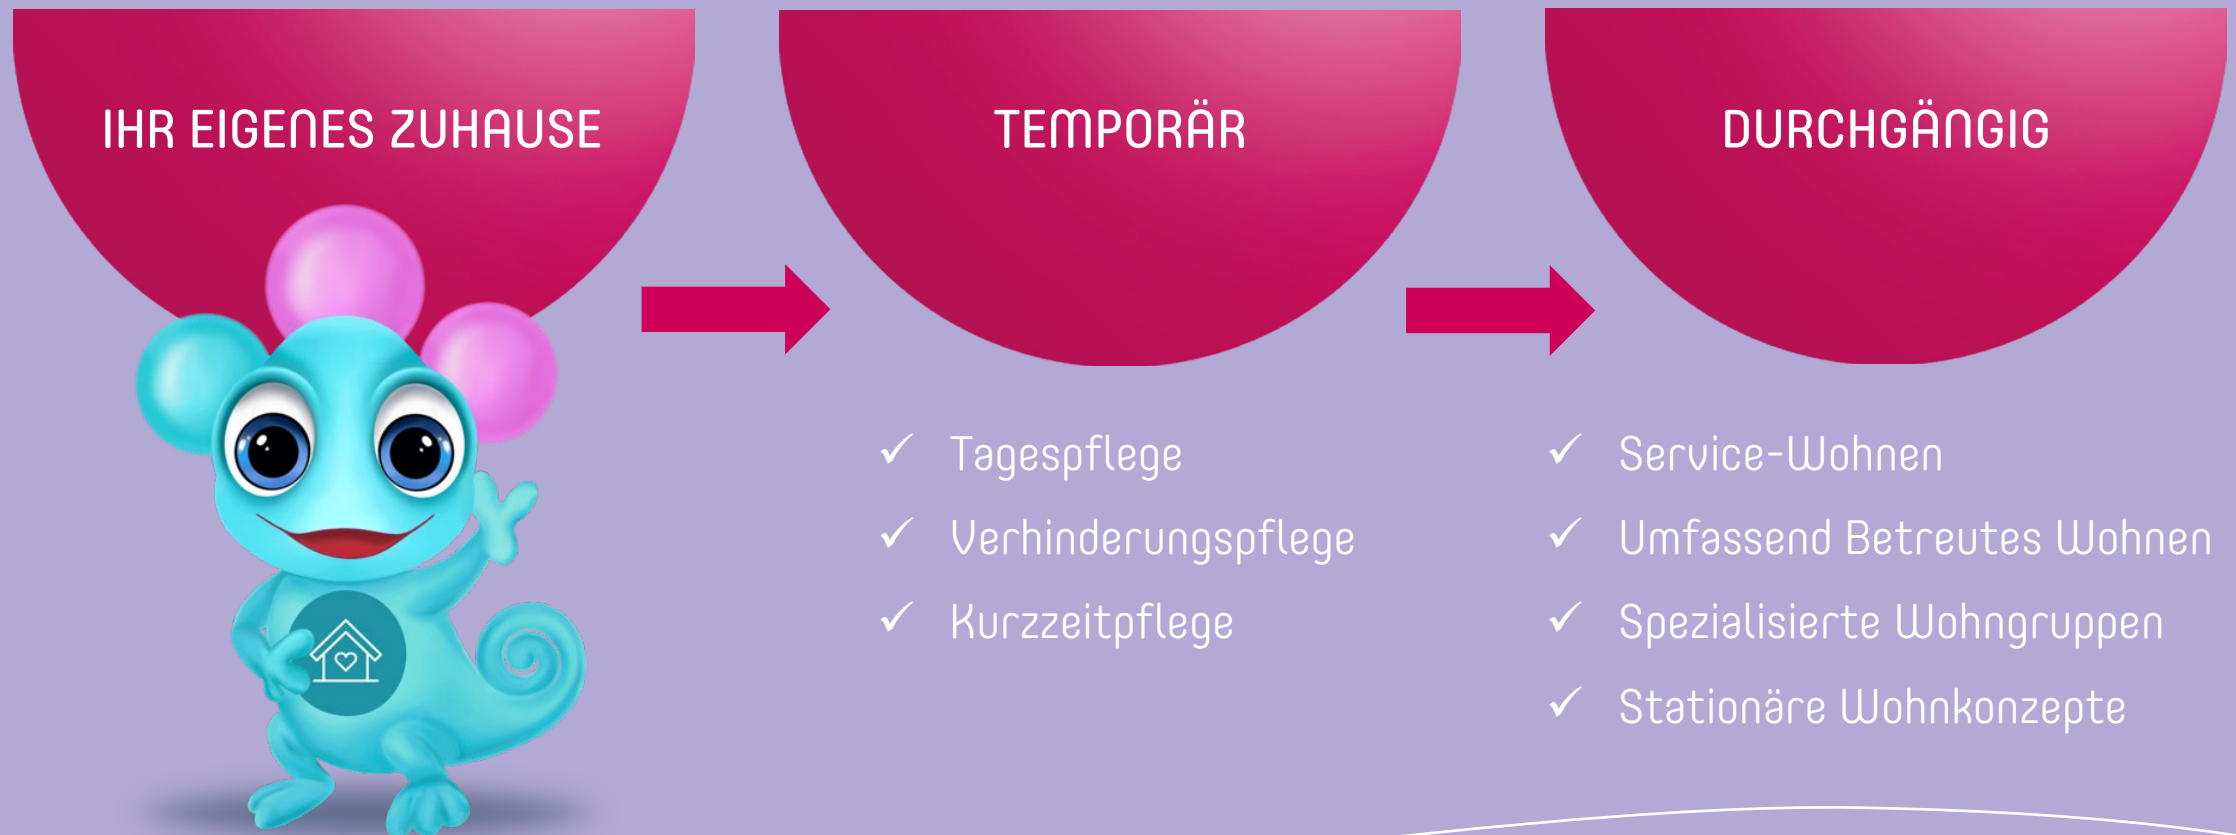 IHR EIGENES ZUHAUSE
TEMPORÄR
Tagespflege
Verhinderungspflege
Kurzzeitpflege
DURCHGÄNGIG
Service-Wohnen
Umfassend Betreutes Wohnen
Spezialisierte Wohngruppen
Stationäre Wohnkonzepte